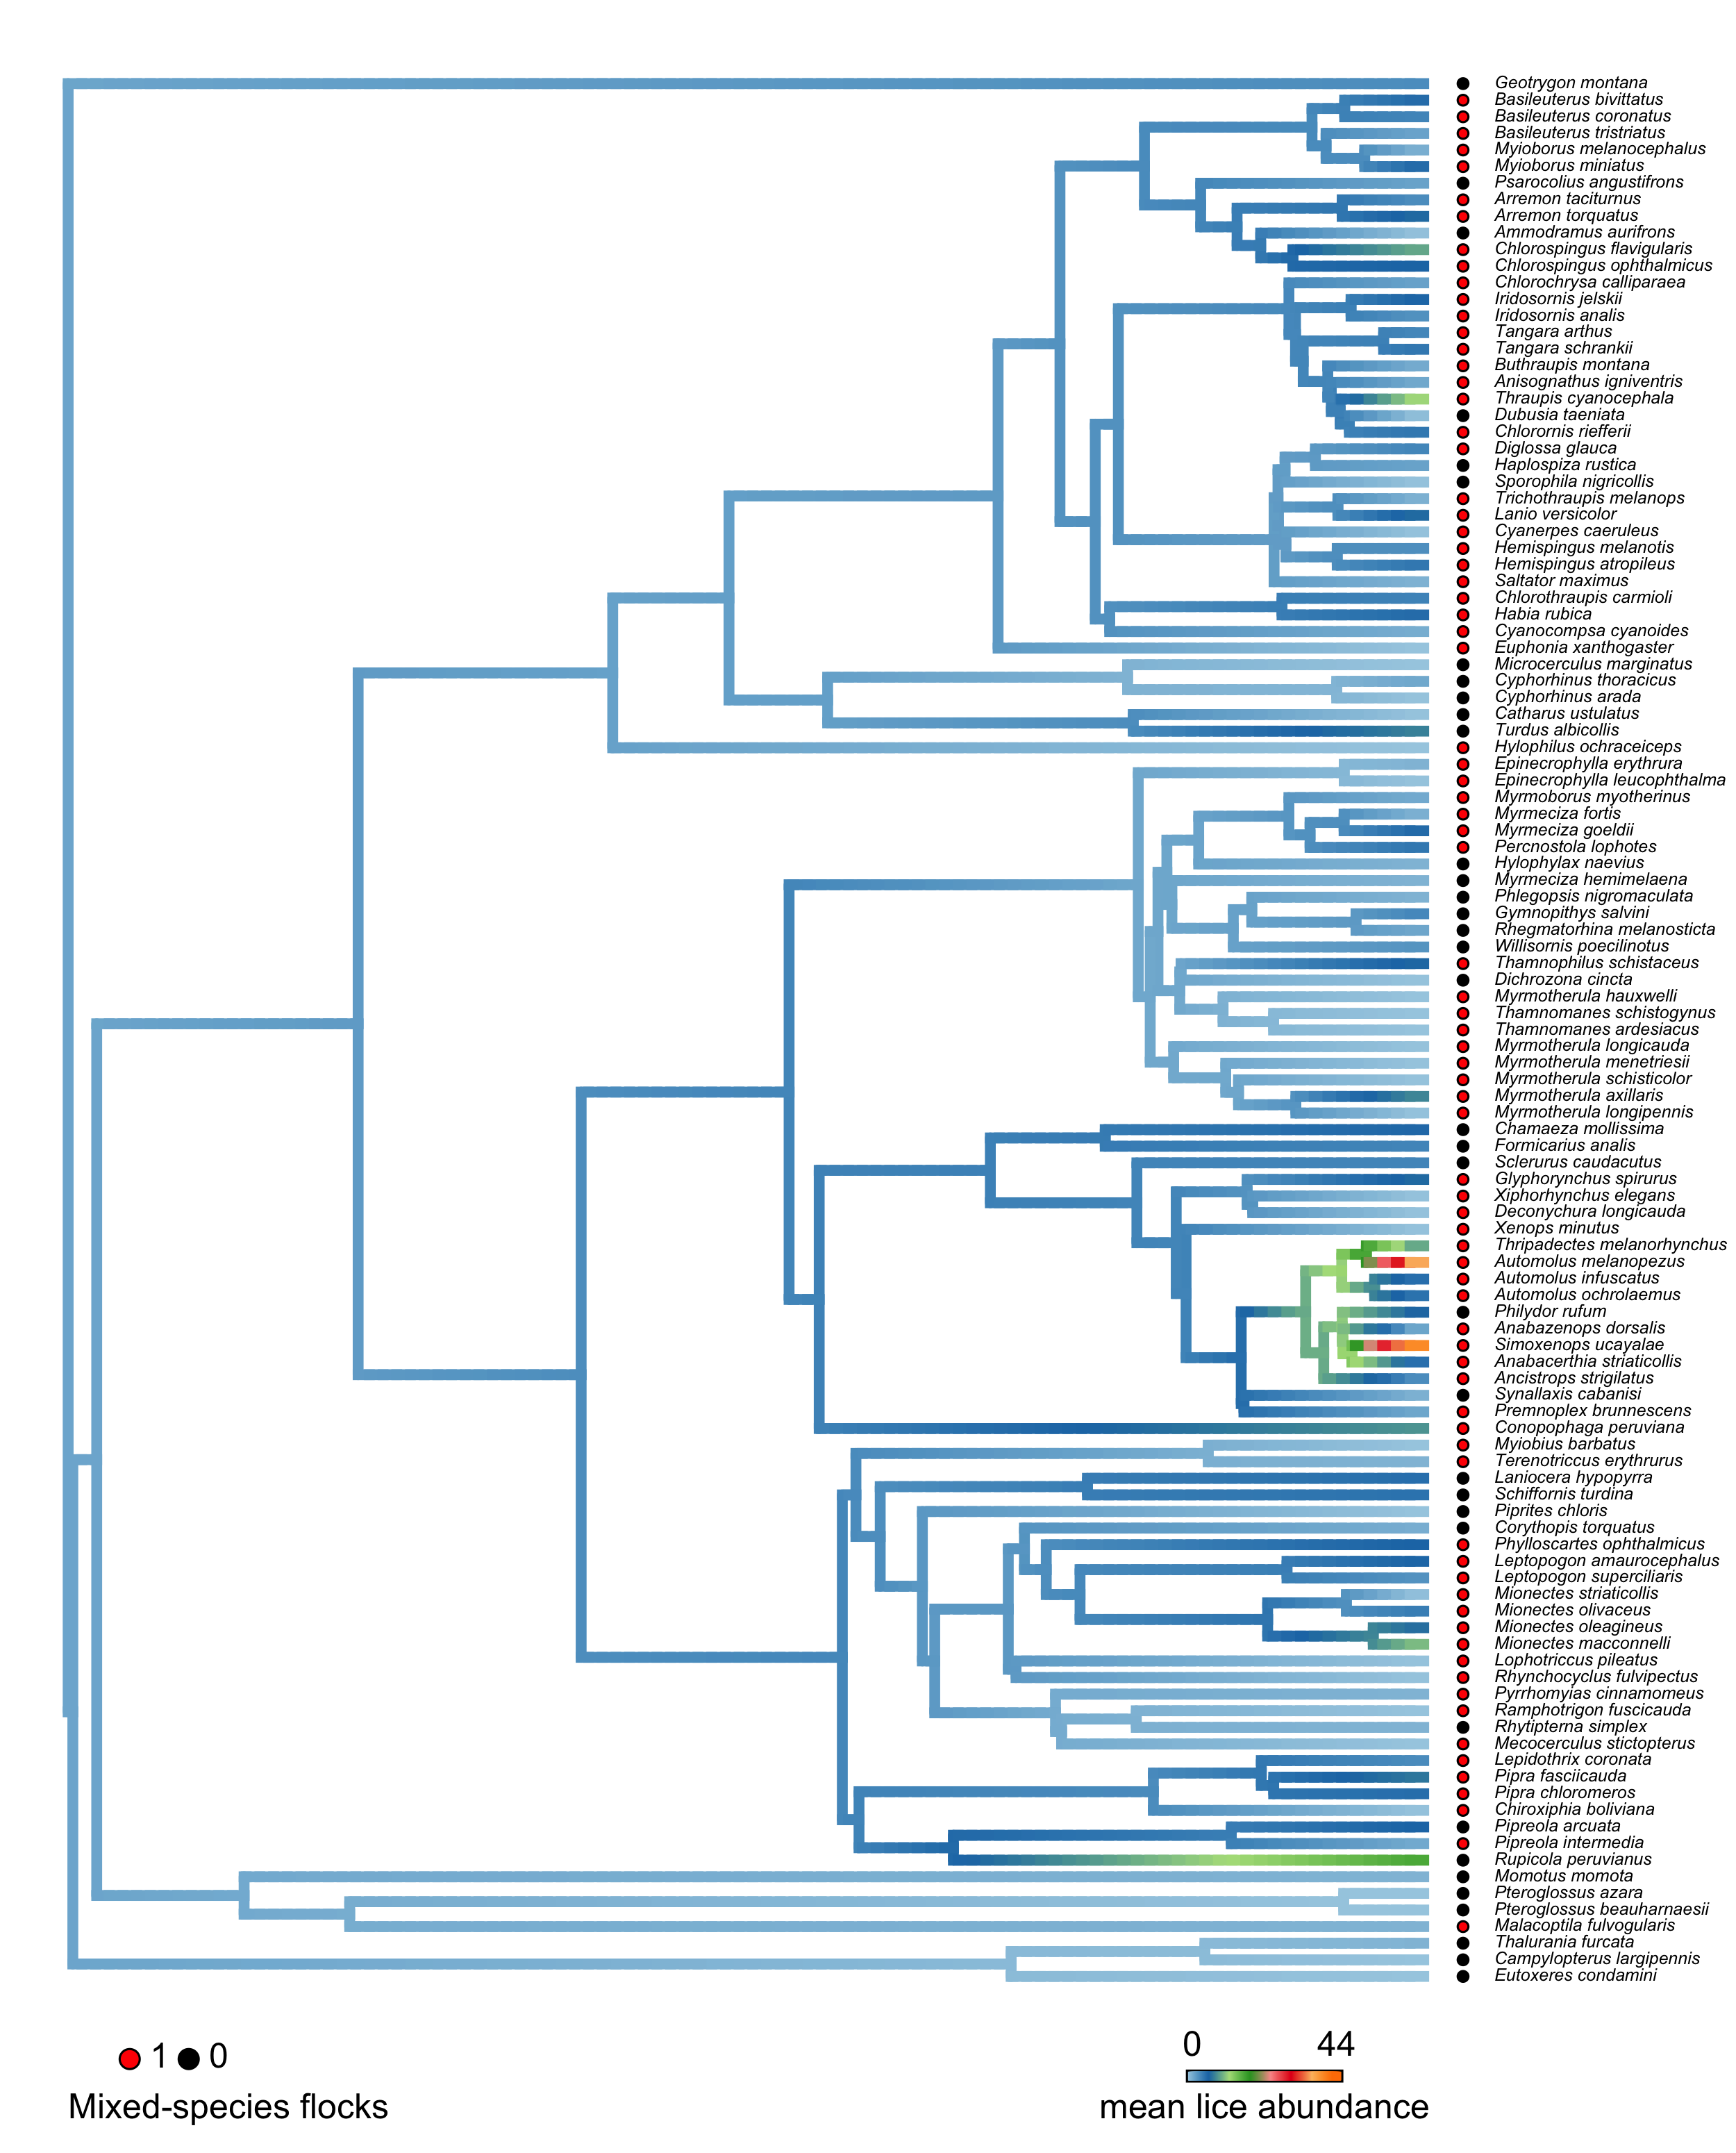 Geotrygon montana
Basileuterus bivittatus
Basileuterus coronatus
Basileuterus tristriatus
Myioborus melanocephalus
Myioborus miniatus
Psarocolius angustifrons
Arremon taciturnus
Arremon torquatus
Ammodramus aurifrons
Chlorospingus flavigularis
Chlorospingus ophthalmicus
Chlorochrysa calliparaea
Iridosornis jelskii
Iridosornis analis
Tangara arthus
Tangara schrankii
Buthraupis montana
Anisognathus igniventris
Thraupis cyanocephala
Dubusia taeniata
Chlorornis riefferii
Diglossa glauca
Haplospiza rustica
Sporophila nigricollis
Trichothraupis melanops
Lanio versicolor
Cyanerpes caeruleus
Hemispingus melanotis
Hemispingus atropileus
Saltator maximus
Chlorothraupis carmioli
Habia rubica
Cyanocompsa cyanoides
Euphonia xanthogaster
Microcerculus marginatus
Cyphorhinus thoracicus
Cyphorhinus arada
Catharus ustulatus
Turdus albicollis
Hylophilus ochraceiceps
Epinecrophylla erythrura
Epinecrophylla leucophthalma
Myrmoborus myotherinus
Myrmeciza fortis
Myrmeciza goeldii
Percnostola lophotes
Hylophylax naevius
Myrmeciza hemimelaena
Phlegopsis nigromaculata
Gymnopithys salvini
Rhegmatorhina melanosticta
Willisornis poecilinotus
Thamnophilus schistaceus
Dichrozona cincta
Myrmotherula hauxwelli
Thamnomanes schistogynus
Thamnomanes ardesiacus
Myrmotherula longicauda
Myrmotherula menetriesii
Myrmotherula schisticolor
Myrmotherula axillaris
Myrmotherula longipennis
Chamaeza mollissima
Formicarius analis
Sclerurus caudacutus
Glyphorynchus spirurus
Xiphorhynchus elegans
Deconychura longicauda
Xenops minutus
Thripadectes melanorhynchus
Automolus melanopezus
Automolus infuscatus
Automolus ochrolaemus
Philydor rufum
Anabazenops dorsalis
Simoxenops ucayalae
Anabacerthia striaticollis
Ancistrops strigilatus
Synallaxis cabanisi
Premnoplex brunnescens
Conopophaga peruviana
Myiobius barbatus
Terenotriccus erythrurus
Laniocera hypopyrra
Schiffornis turdina
Piprites chloris
Corythopis torquatus
Phylloscartes ophthalmicus
Leptopogon amaurocephalus
Leptopogon superciliaris
Mionectes striaticollis
Mionectes olivaceus
Mionectes oleagineus
Mionectes macconnelli
Lophotriccus pileatus
Rhynchocyclus fulvipectus
Pyrrhomyias cinnamomeus
Ramphotrigon fuscicauda
Rhytipterna simplex
Mecocerculus stictopterus
Lepidothrix coronata
Pipra fasciicauda
Pipra chloromeros
Chiroxiphia boliviana
Pipreola arcuata
Pipreola intermedia
Rupicola peruvianus
Momotus momota
Pteroglossus azara
Pteroglossus beauharnaesii
Malacoptila fulvogularis
Thalurania furcata
Campylopterus largipennis
Eutoxeres condamini
1 0
Mixed-species flocks
0 44
mean lice abundance